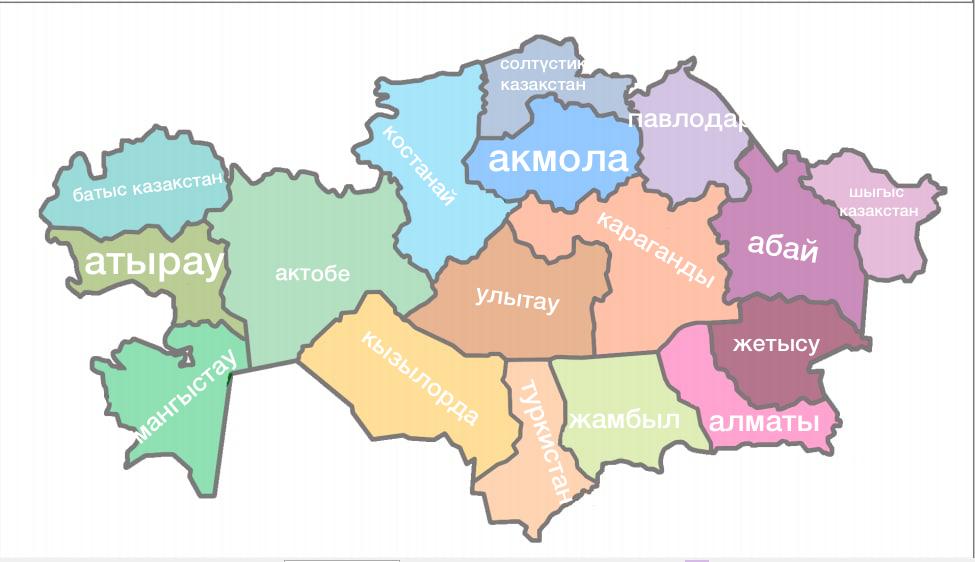 солтүстик
казакстан
павлодар
костанай
акмола
батыс казакстан
шыгыс
казакстан
караганды
абай
атырау
актобе
улытау
кызылорда
жетысу
мангыстау
туркистан
жамбыл
алматы